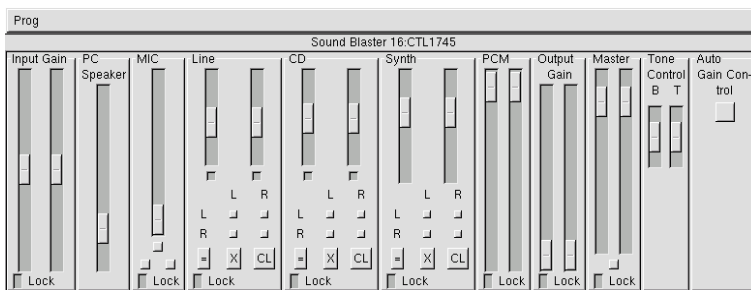 Prog
Sound Blaster 16:CTL1745
Input Gain PC Speaker MIC Line CD Synth PCM Output Gain Master Tone Control Auto Gain Con-trol
B T
L R L R L R
L L L
R R R
= X CL = X CL = X CL
Lock Lock Lock Lock Lock Lock Lock Lock